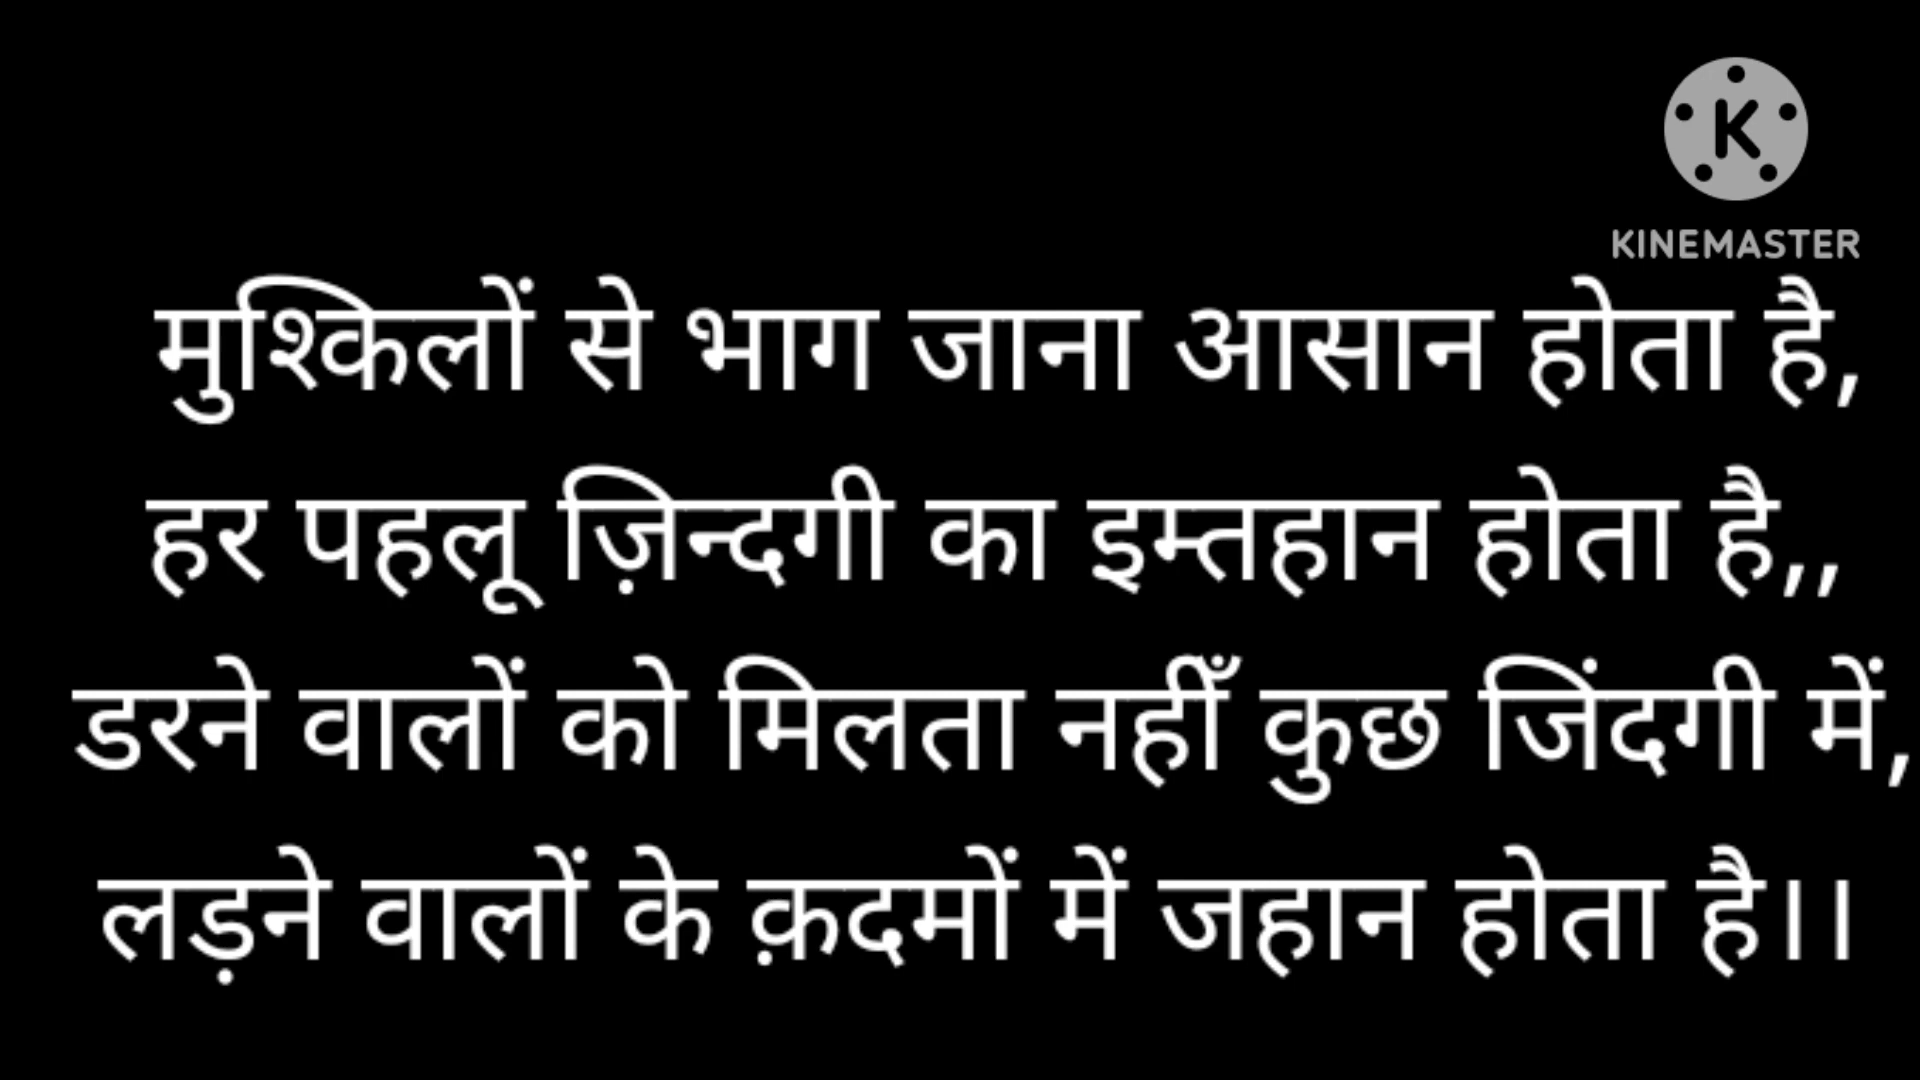 KINEMASTER
मुश्किलों से भाग जाना आसान होता है,
हर पहलू ज़िन्दगी का इम्तहान होता है,,
डरने वालों को मिलता नहीँ कुछ जिंदगी में,
लड़ने वालों के क़दमों में जहान होता है।।